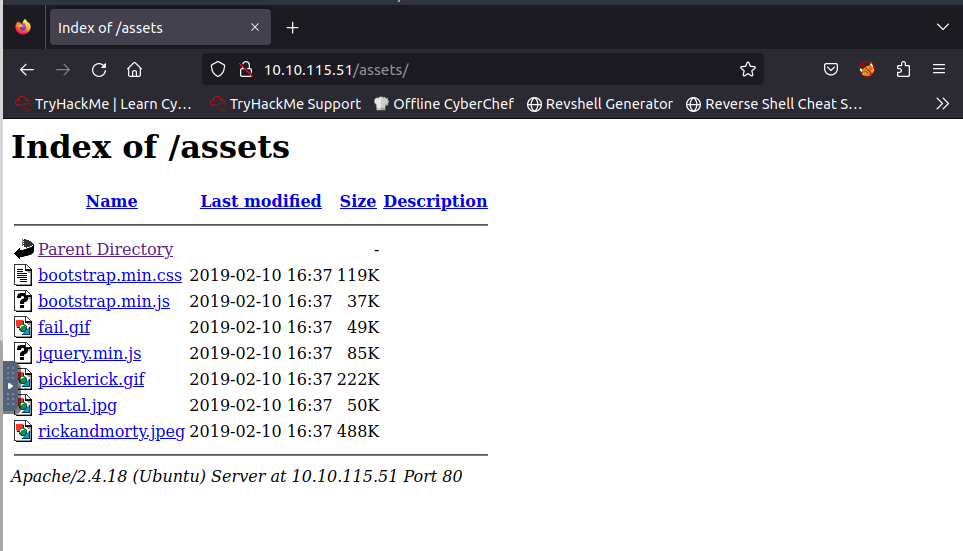 Index of /assets
10.10.115.51/assets/
TryHackMe | Learn Cy… TryHackMe Support Offline CyberChef Revshell Generator Reverse Shell Cheat S…
Index of /assets
Name Last modified Size Description
Parent Directory -
bootstrap.min.css 2019-02-10 16:37 119K
bootstrap.min.js 2019-02-10 16:37 37K
fail.gif 2019-02-10 16:37 49K
jquery.min.js 2019-02-10 16:37 85K
picklerick.gif 2019-02-10 16:37 222K
portal.jpg 2019-02-10 16:37 50K
rickandmorty.jpeg 2019-02-10 16:37 488K
Apache/2.4.18 (Ubuntu) Server at 10.10.115.51 Port 80